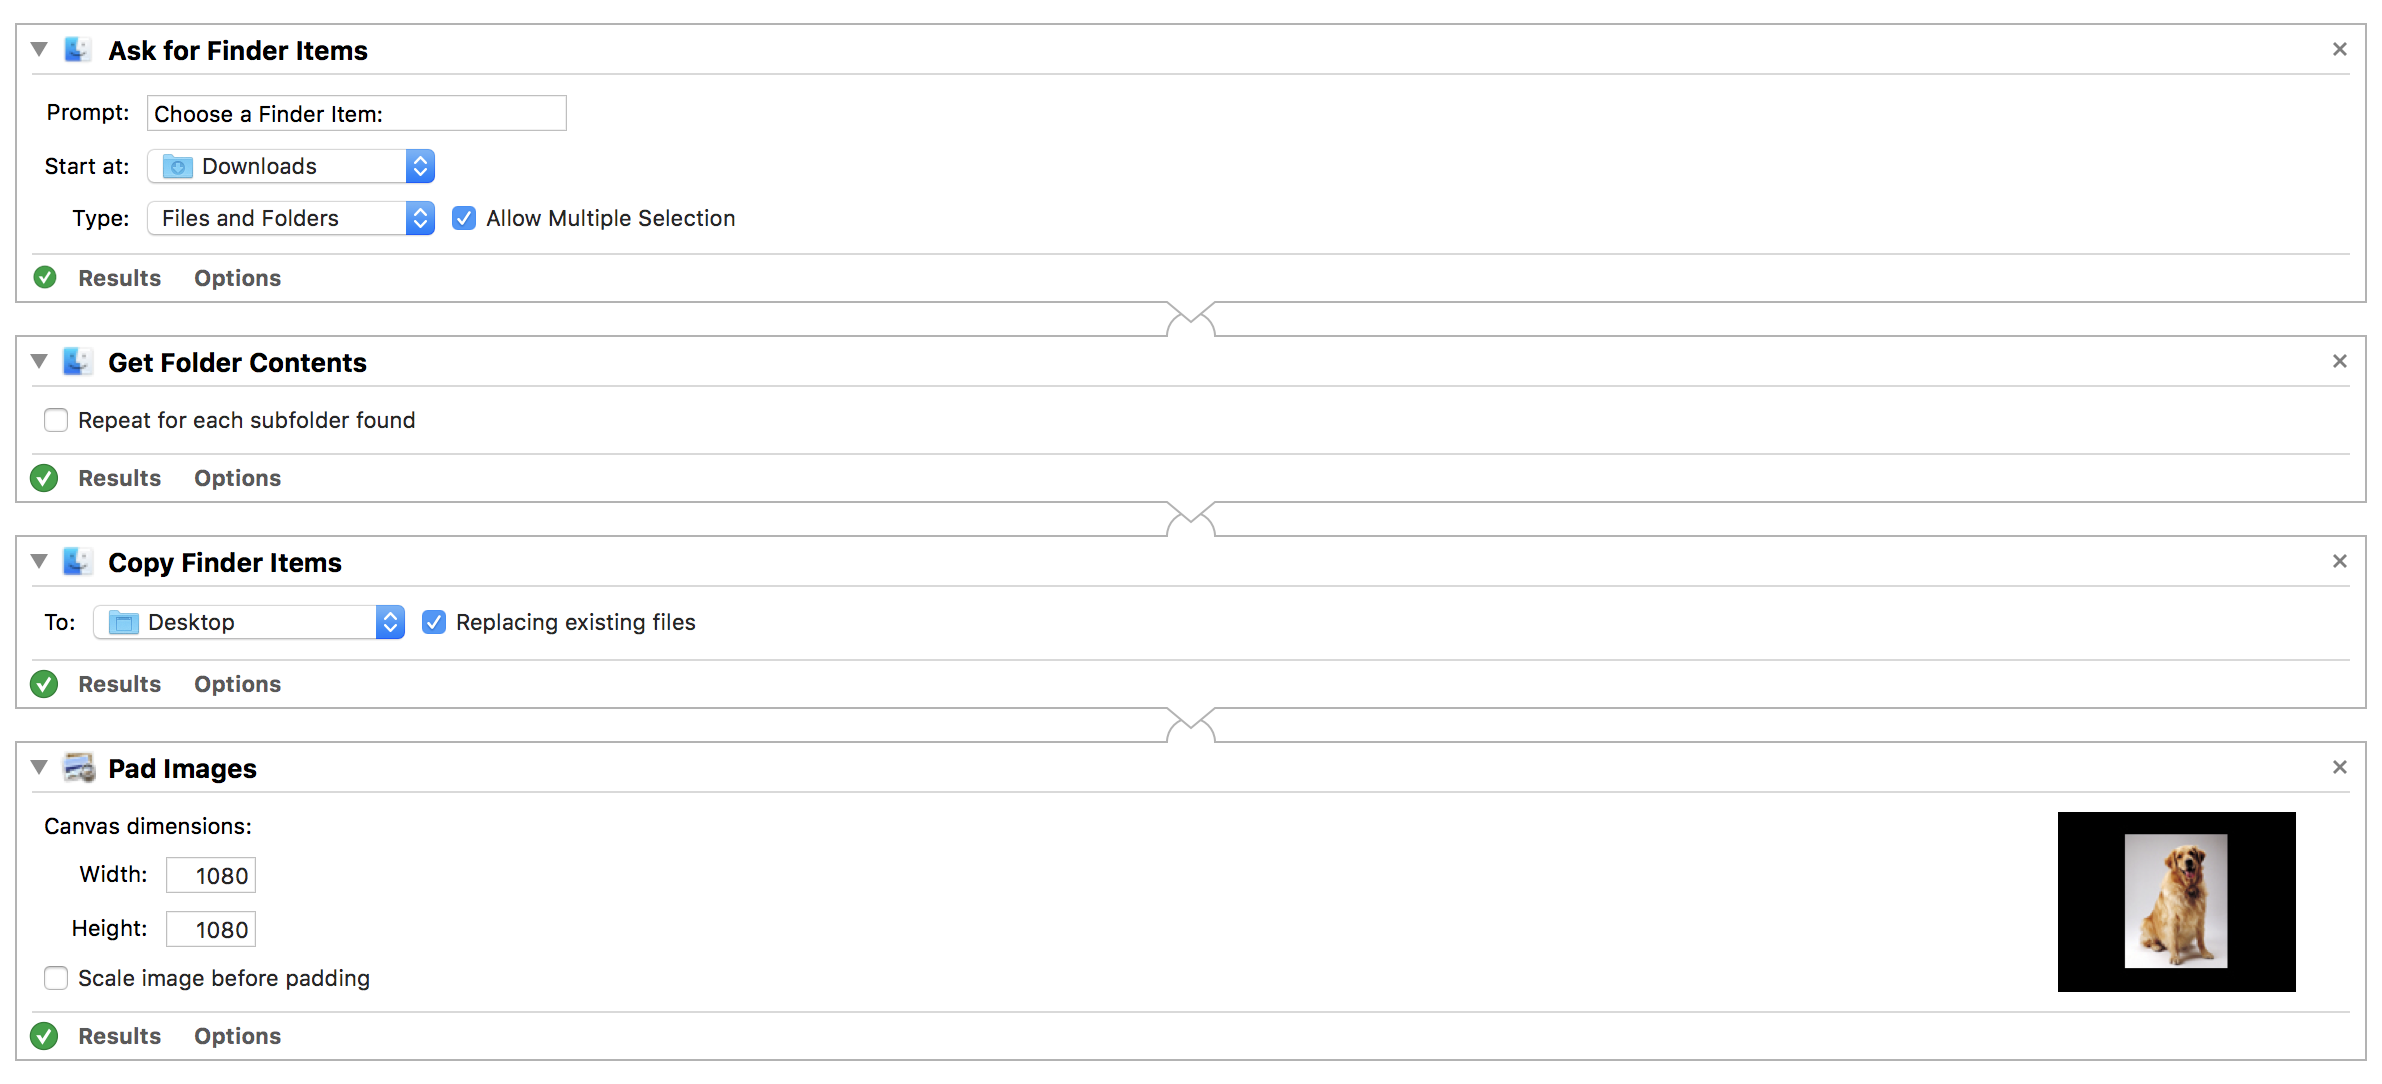 Ask for Finder Items
Prompt: Choose a Finder Item:
Start at: Downloads
Type: Files and Folders Allow Multiple Selection
Results Options
Get Folder Contents
Repeat for each subfolder found
Results Options
Copy Finder Items
To: Desktop Replacing existing files
Results Options
Pad Images
Canvas dimensions:
Width: 1080
Height: 1080
Scale image before padding
Results Options